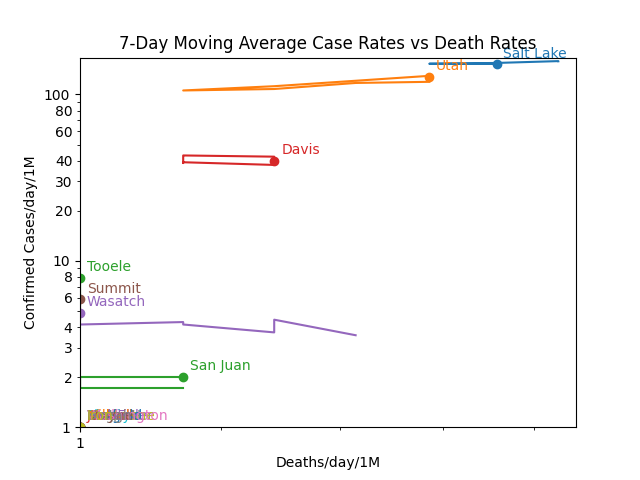 7-Day Moving Average Case Rates vs Death Rates
Salt Lake
Utah
100
80
60
Davis
40
30
20
10
Tooele
8
Summit
6
Wasatch
4
3
San Juan
2
1
1
Confirmed Cases/day/1M
Deaths/day/1M